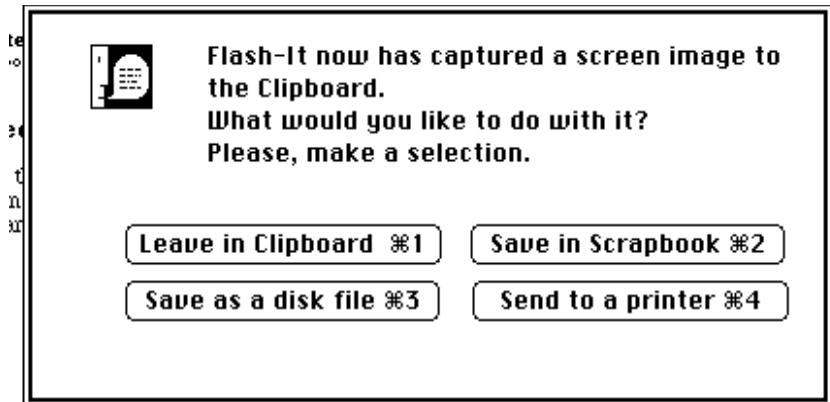 Flash-It now has captured a screen image to
the Clipboard.
What would you like to do with it?
Please, make a selection.
Leave in Clipboard ⌘1
Save in Scrapbook ⌘2
Save as a disk file ⌘3
Send to a printer ⌘4